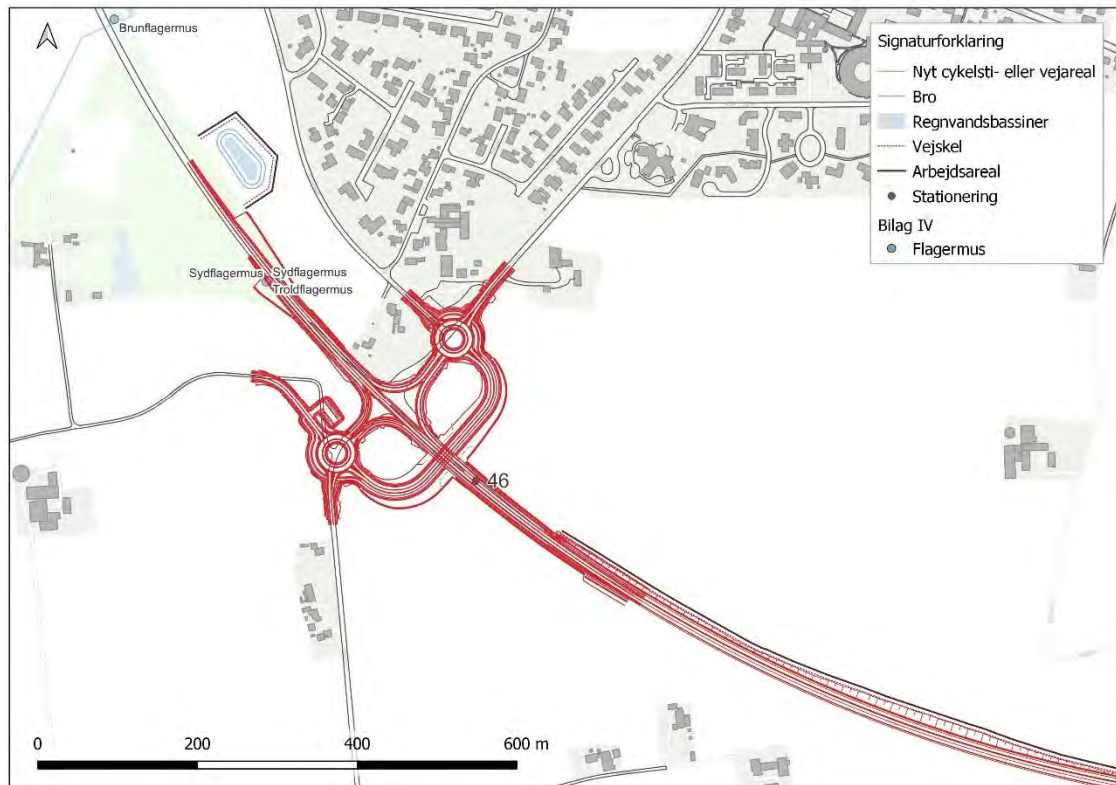 Brunflagermus
Signaturforklaring
Nyt cykelsti- eller vejareal
Bro
Regnvandsbassiner
Vejskel
Arbejdsareal
Stationering
Bilag IV
Flagermus
Sydflagermus Sydflagermus
Troldflagermus
46
0 200 400 600 m